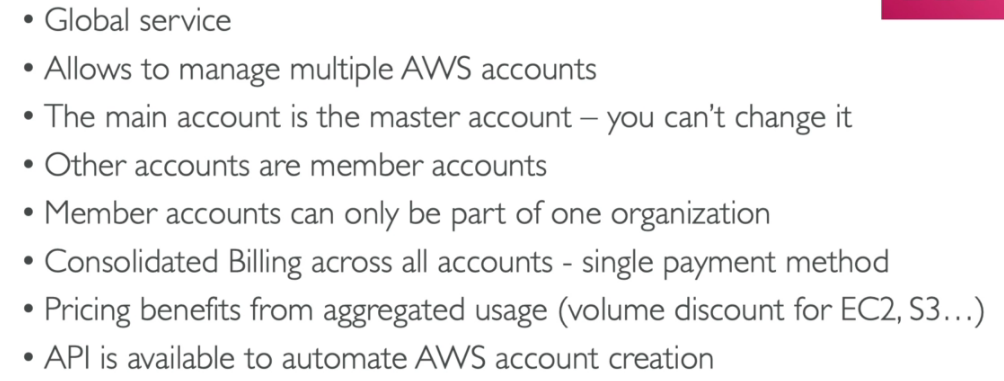 • Global service
• Allows to manage multiple AWS accounts
• The main account is the master account – you can't change it
• Other accounts are member accounts
• Member accounts can only be part of one organization
• Consolidated Billing across all accounts - single payment method
• Pricing benefits from aggregated usage (volume discount for EC2, S3…)
• API is available to automate AWS account creation